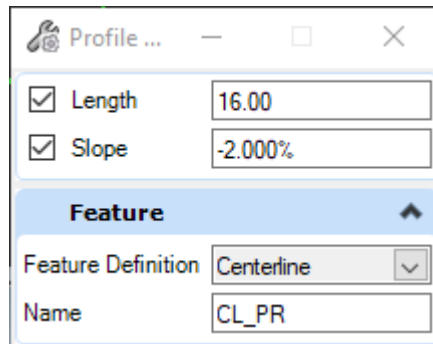 Profile ...
Length 16.00
Slope -2.000%
Feature
Feature Definition Centerline
Name CL_PR